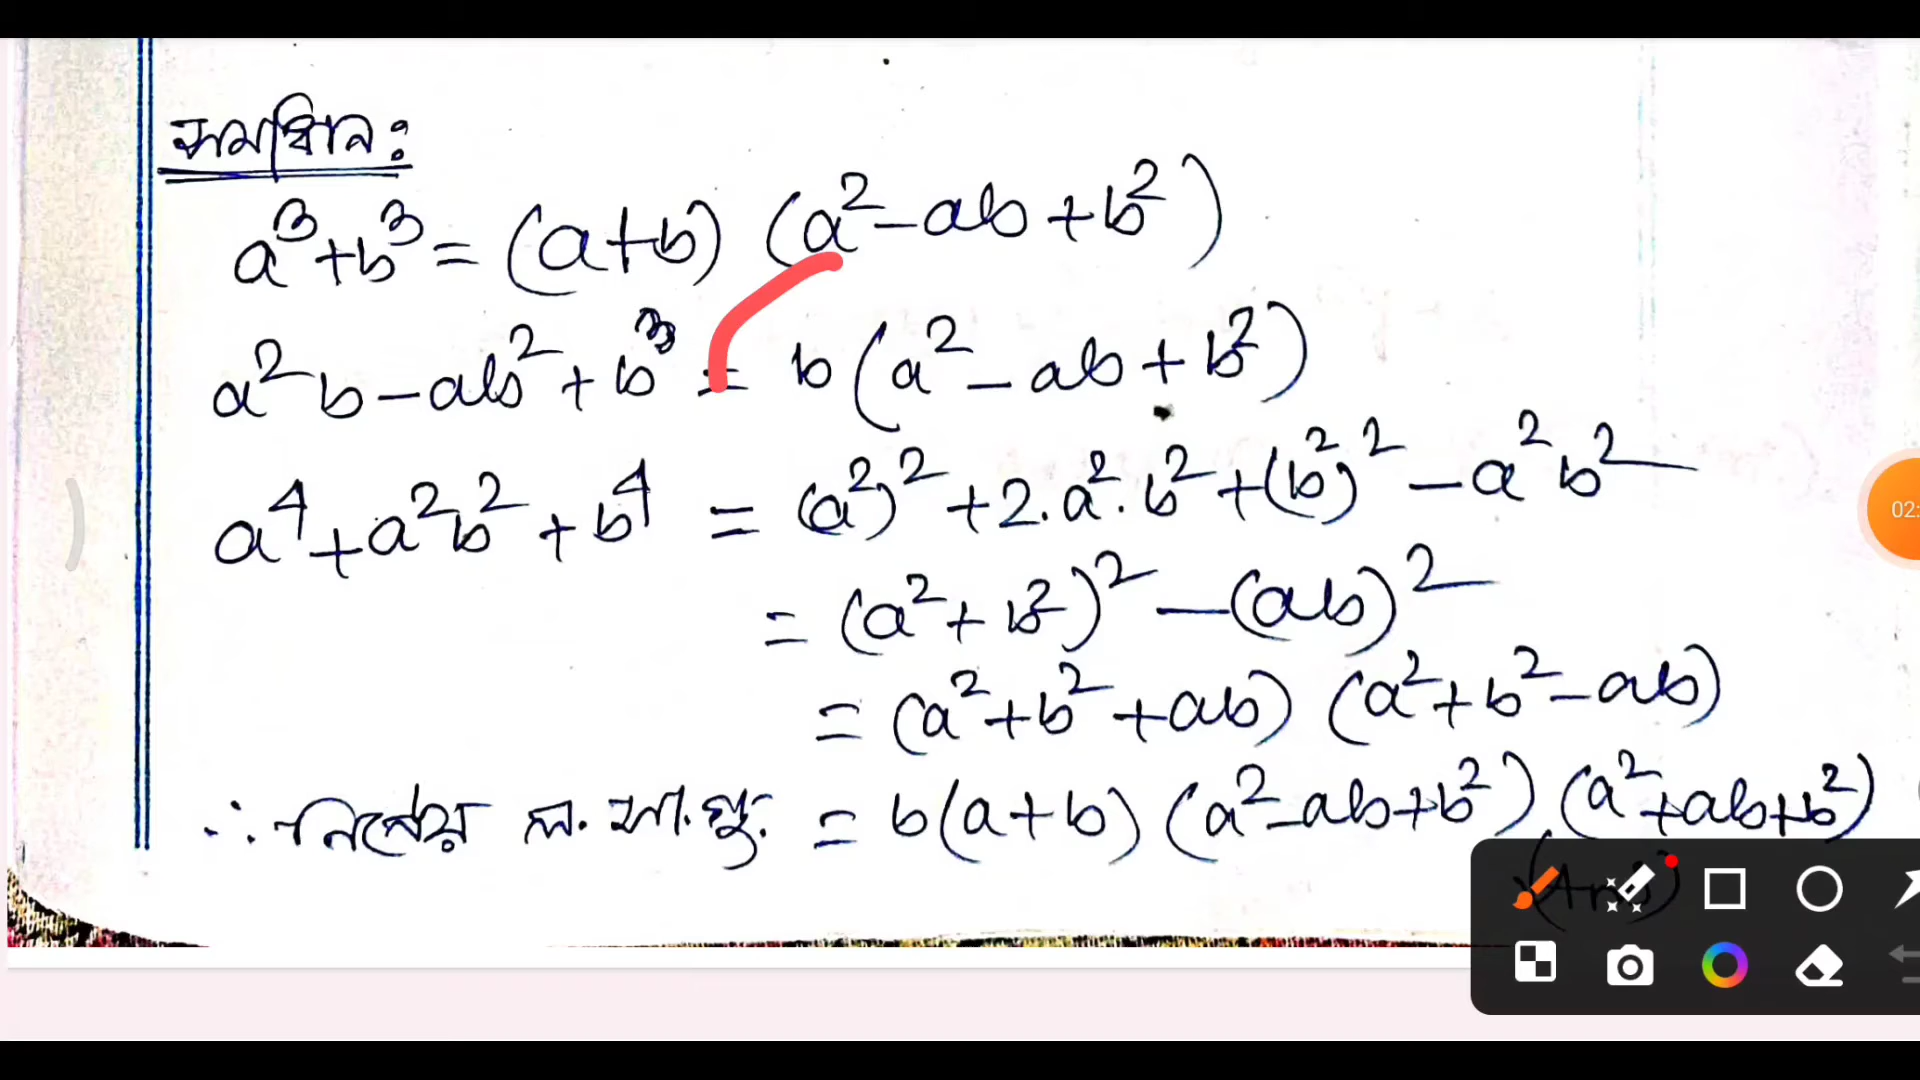 সমাধান:
a³+b³ = (a+b) (a²-ab+b²)
a²b-ab²+b³ = b(a²-ab+b²)
a⁴+a²b²+b⁴ = (a²)²+2.a².b²+(b²)²-a²b²
= (a²+b²)²-(ab)²
= (a²+b²+ab) (a²+b²-ab)
∴ নির্ণেয় ল.সা.গু. = b(a+b) (a²-ab+b²) (a²+ab+b²)
(Ans)
02: